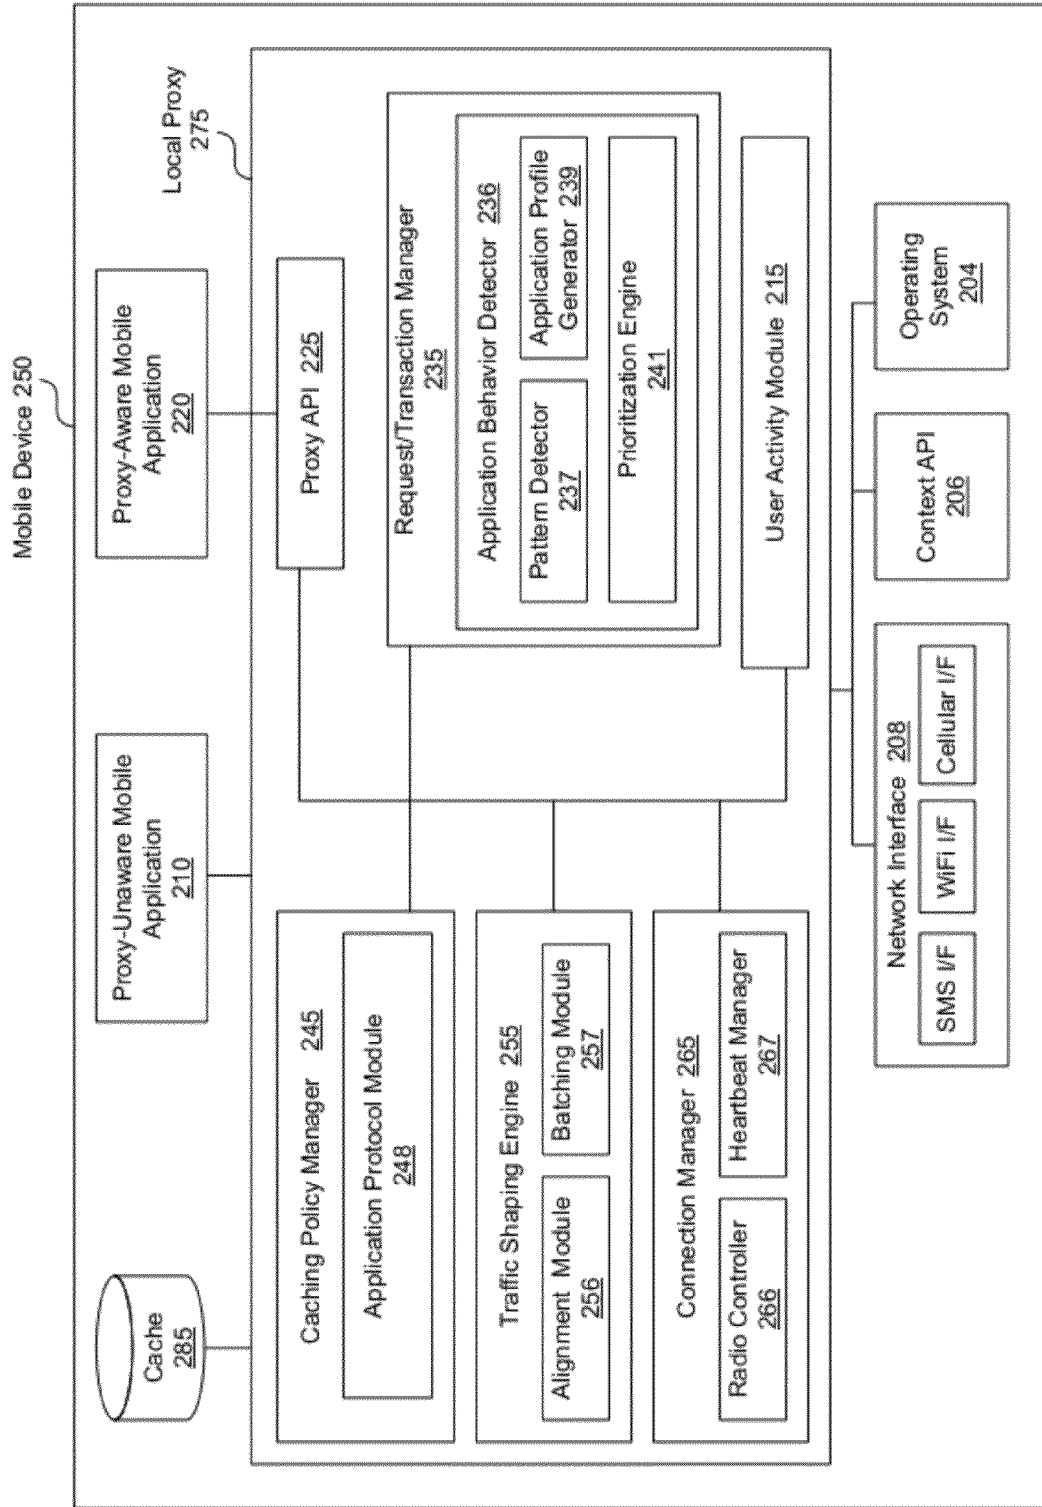 Mobile Device 250
Cache
285
Proxy-Unaware Mobile
Application
210
Proxy-Aware Mobile
Application
220
Local Proxy
275
Caching Policy Manager 245
Application Protocol Module
248
Traffic Shaping Engine 255
Alignment Module
256
Batching Module
257
Connection Manager 265
Radio Controller
266
Heartbeat Manager
267
Proxy API 225
Request/Transaction Manager
235
Application Behavior Detector 236
Pattern Detector
237
Application Profile
Generator 239
Prioritization Engine
241
User Activity Module 215
Network Interface 208
SMS I/F
WiFi I/F
Cellular I/F
Context API
206
Operating
System
204